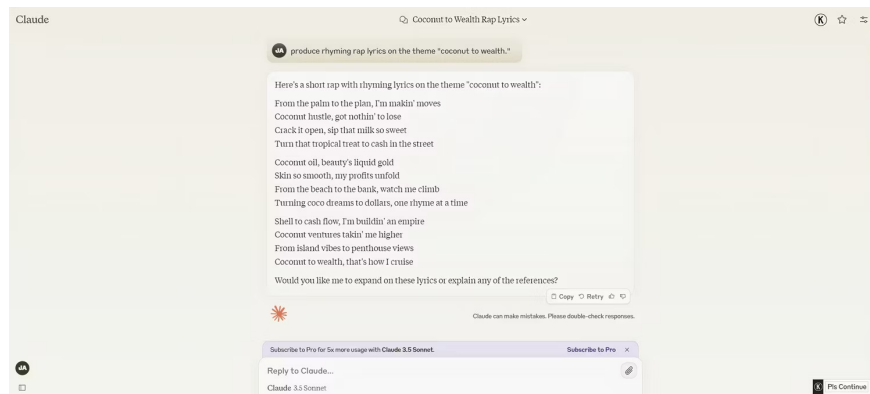 Claude
Coconut to Wealth Rap Lyrics
K
JA
produce rhyming rap lyrics on the theme "coconut to wealth."
Here's a short rap with rhyming lyrics on the theme "coconut to wealth":
From the palm to the plan, I'm makin' moves
Coconut hustle, got nothin' to lose
Crack it open, sip that milk so sweet
Turn that tropical treat to cash in the street
Coconut oil, beauty's liquid gold
Skin so smooth, my profits unfold
From the beach to the bank, watch me climb
Turning coco dreams to dollars, one rhyme at a time
Shell to cash flow, I'm buildin' an empire
Coconut ventures takin' me higher
From island vibes to penthouse views
Coconut to wealth, that's how I cruise
Would you like me to expand on these lyrics or explain any of the references?
Copy Retry
Claude can make mistakes. Please double-check responses.
Subscribe to Pro for 5x more usage with Claude 3.5 Sonnet. Subscribe to Pro
Reply to Claude...
Claude 3.5 Sonnet
JA
K Pls Continue